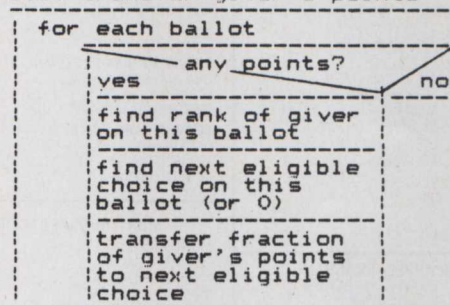 for each ballot
any points?
yes no
find rank of giver
on this ballot
find next eligible
choice on this
ballot (or 0)
transfer fraction
of giver's points
to next eligible
choice